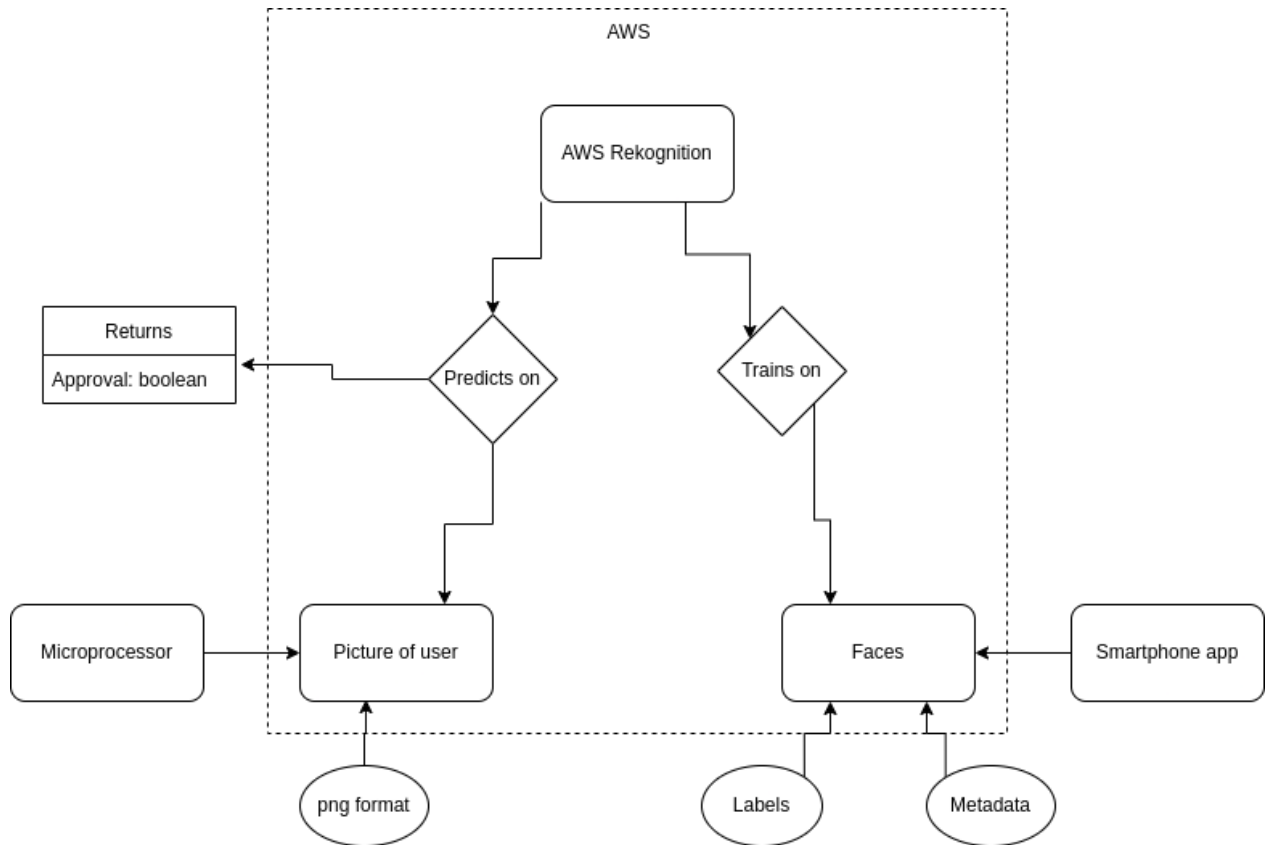 AWS
AWS Rekognition
Returns
Approval: boolean
Predicts on
Trains on
Microprocessor
Picture of user
Faces
Smartphone app
png format
Labels
Metadata